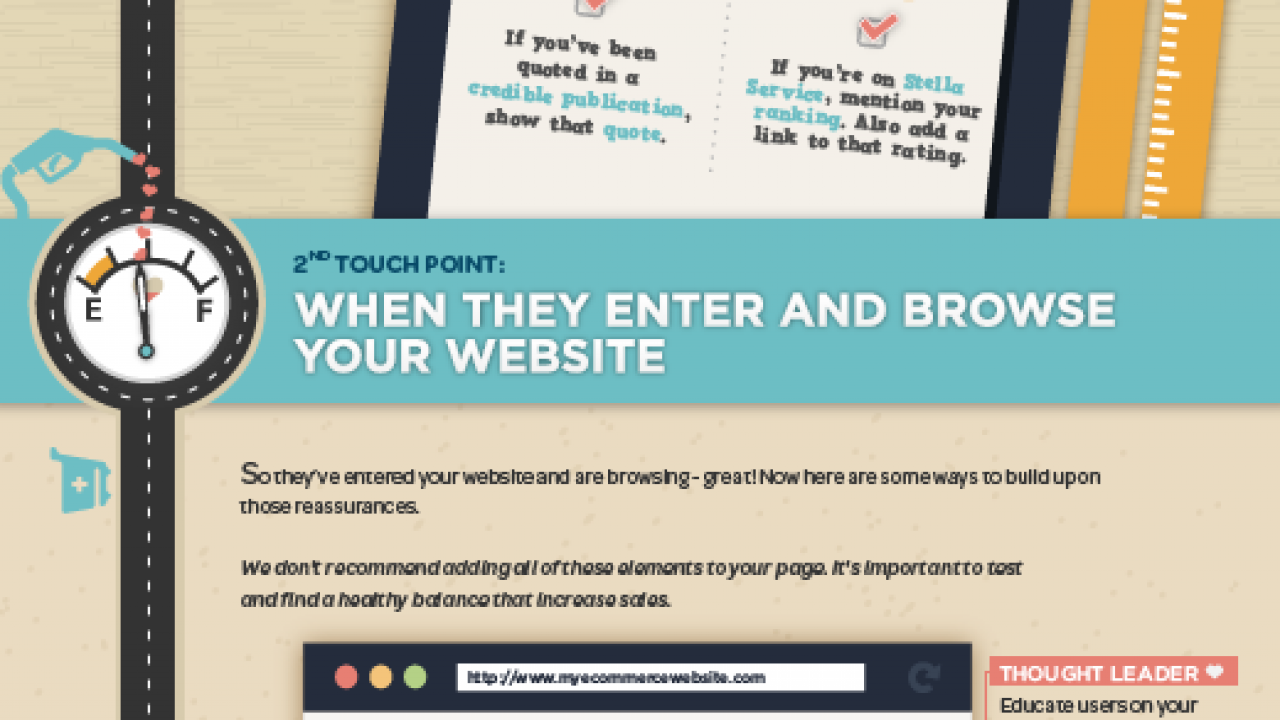 If you've been
quoted in a
credible publication,
show that quote.
If you're on Stella
Service, mention your
ranking. Also add a
link to that rating.
E F
2ND TOUCH POINT:
WHEN THEY ENTER AND BROWSE
YOUR WEBSITE
So they've entered your website and are browsing - great! Now here are some ways to build upon
those reassurances.
We don't recommend adding all of these elements to your page. It's important to test
and find a healthy balance that increase sales.
http://www.myecommercewebsite.com
THOUGHT LEADER
Educate users on your